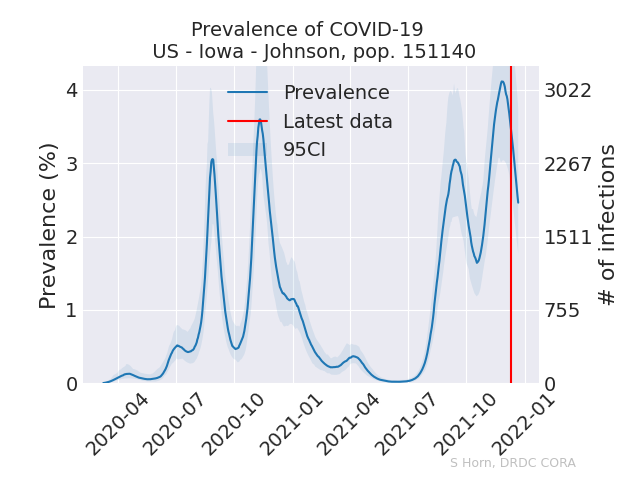 Prevalence of COVID-19
US - Iowa - Johnson, pop. 151140
Prevalence
Latest data
95CI
Prevalence (%)
4
3
2
1
0
3022
2267
1511
755
0
# of infections
2020-04
2020-07
2020-10
2021-01
2021-04
2021-07
2021-10
2022-01
S Horn, DRDC CORA